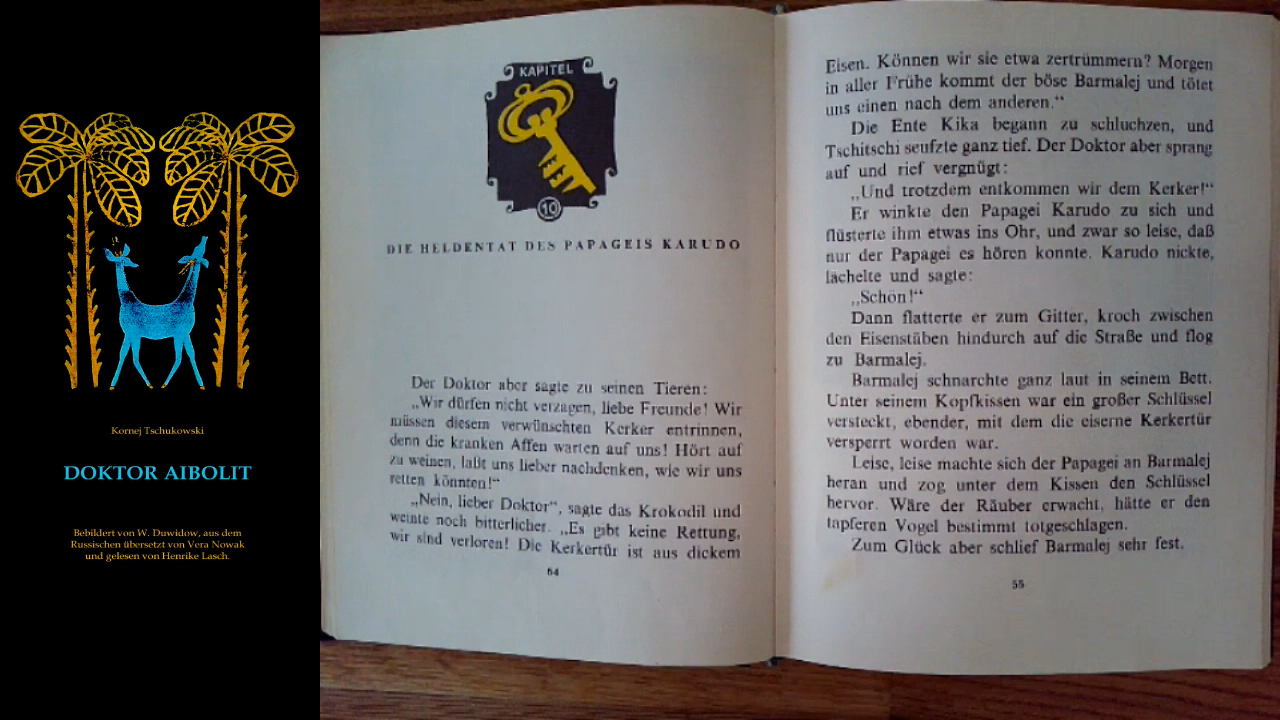 Kornej Tschukowski
DOKTOR AIBOLIT
Bebildert von W. Duwidow, aus dem
Russischen übersetzt von Vera Nowak
und gelesen von Henrike Lasch.
KAPITEL
10
DIE HELDENTAT DES PAPAGEIS KARUDO
Der Doktor aber sagte zu seinen Tieren:
„Wir dürfen nicht verzagen, liebe Freunde! Wir
müssen diesem verwünschten Kerker entrinnen,
denn die kranken Affen warten auf uns! Hört auf
zu weinen, laßt uns lieber nachdenken, wie wir uns
retten könnten!“
„Nein, lieber Doktor“, sagte das Krokodil und
weinte noch bitterlicher. „Es gibt keine Rettung,
wir sind verloren! Die Kerkertür ist aus dickem
54
Eisen. Können wir sie etwa zertrümmern? Morgen
in aller Frühe kommt der böse Barmalej und tötet
uns einen nach dem anderen.“
Die Ente Kika begann zu schluchzen, und
Tschitschi seufzte ganz tief. Der Doktor aber sprang
auf und rief vergnügt:
„Und trotzdem entkommen wir dem Kerker!“
Er winkte den Papagei Karudo zu sich und
flüsterte ihm etwas ins Ohr, und zwar so leise, daß
nur der Papagei es hören konnte. Karudo nickte,
lächelte und sagte:
„Schön!“
Dann flatterte er zum Gitter, kroch zwischen
den Eisenstäben hindurch auf die Straße und flog
zu Barmalej.
Barmalej schnarchte ganz laut in seinem Bett.
Unter seinem Kopfkissen war ein großer Schlüssel
versteckt, ebender, mit dem die eiserne Kerkertür
versperrt worden war.
Leise, leise machte sich der Papagei an Barmalej
heran und zog unter dem Kissen den Schlüssel
hervor. Wäre der Räuber erwacht, hätte er den
tapferen Vogel bestimmt totgeschlagen.
Zum Glück aber schlief Barmalej sehr fest.
55